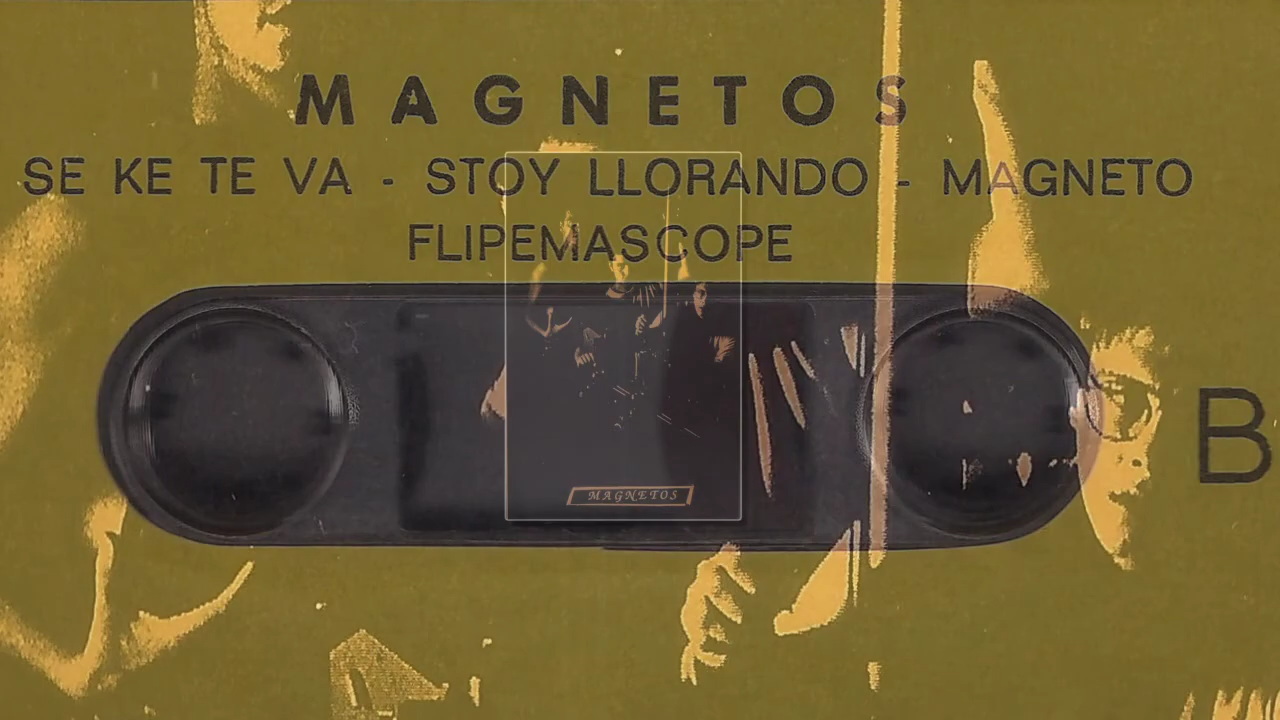 MAGNETOS
SE KE TE VA - STOY LLORANDO - MAGNETO
FLIPEMASCOPE
B
MAGNETOS